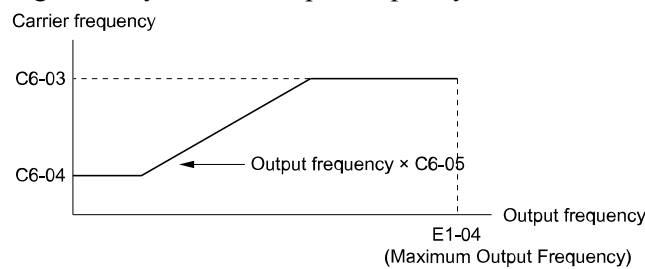 Carrier frequency
C6-03
Output frequency × C6-05
C6-04
Output frequency
E1-04
(Maximum Output Frequency)